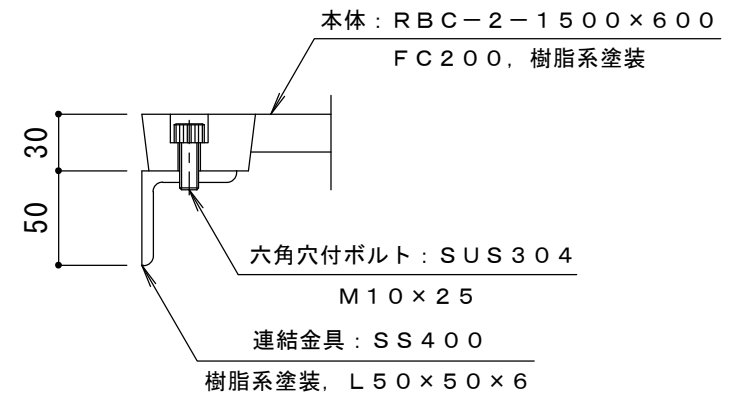 本体：ＲＢＣ－２－１５００×６００
ＦＣ２００，樹脂系塗装
30
50
六角穴付ボルト：ＳＵＳ３０４
Ｍ１０×２５
連結金具：ＳＳ４００
樹脂系塗装，Ｌ５０×５０×６